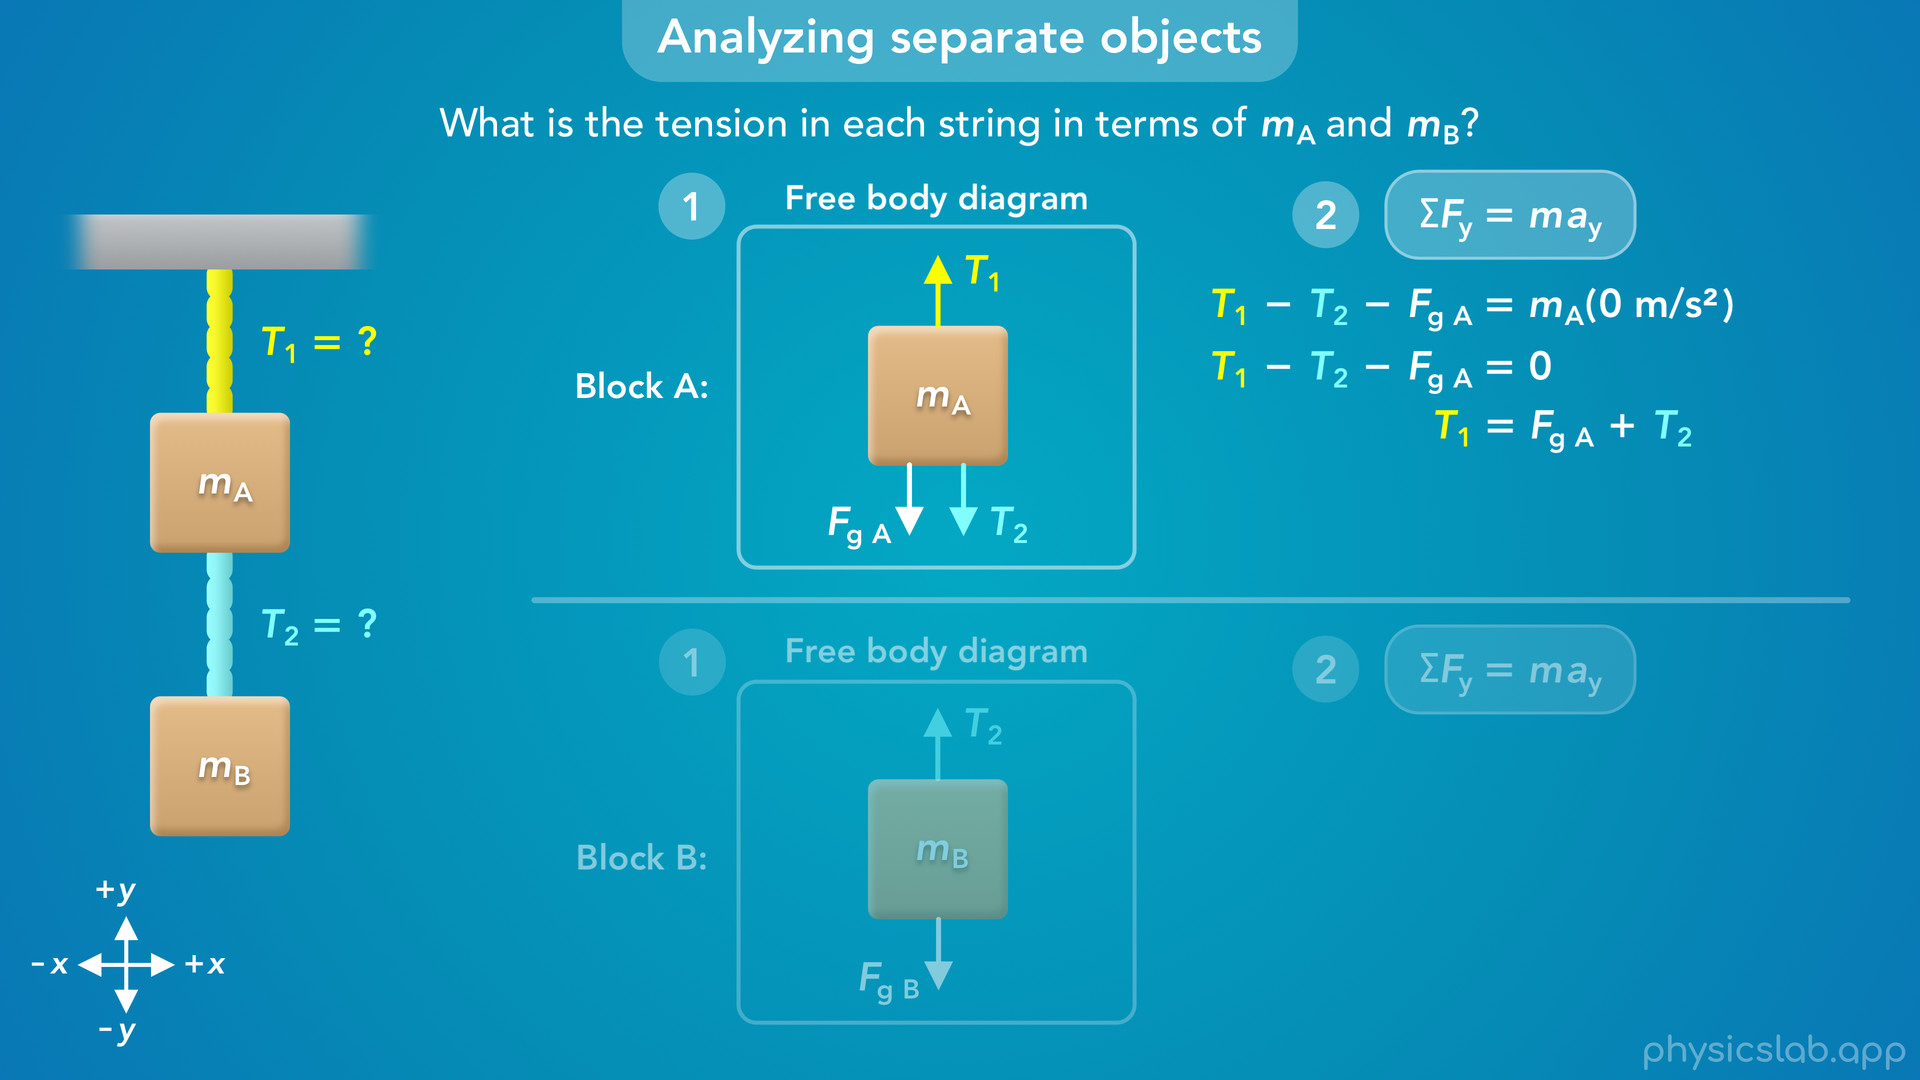 Analyzing separate objects
What is the tension in each string in terms of mA and mB?
T1 = ?
mA
T2 = ?
mB
+y
-x
+x
-y
1
Free body diagram
T1
Block A:
mA
Fg A
T2
2
ΣFy = may
T1 − T2 − Fg A = mA(0 m/s²)
T1 − T2 − Fg A = 0
T1 = Fg A + T2
1
Free body diagram
T2
Block B:
mB
Fg B
2
ΣFy = may
physicslab.app